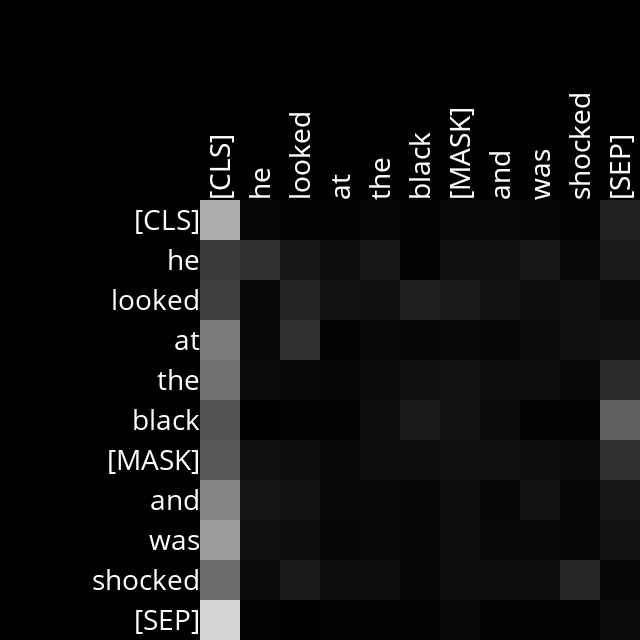 [CLS] he looked at the black [MASK] and was shocked [SEP]
[CLS]
he
looked
at
the
black
[MASK]
and
was
shocked
[SEP]